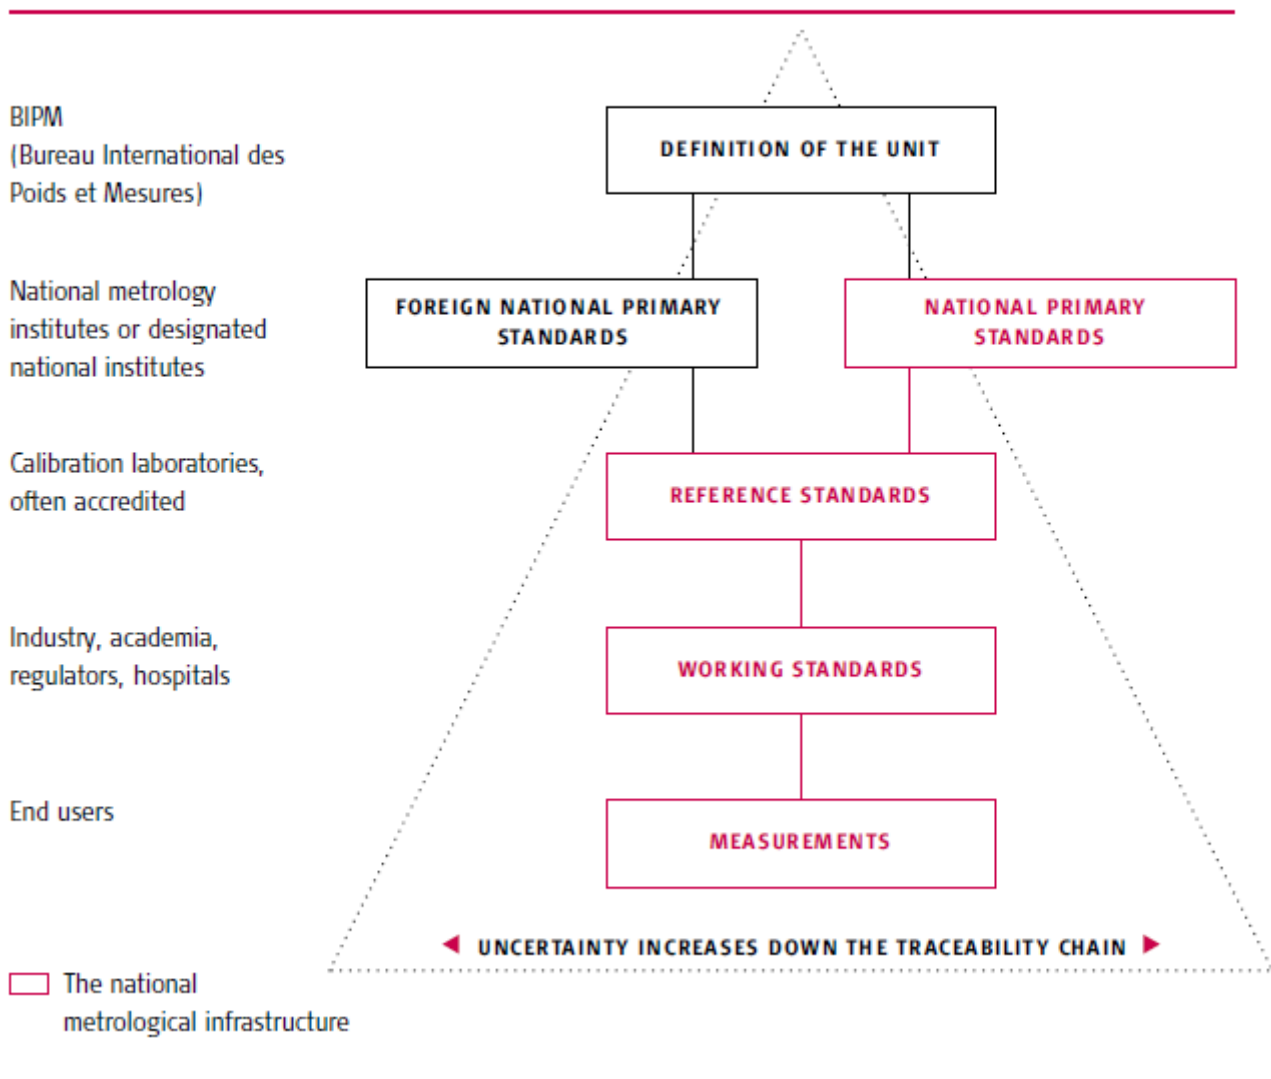 BIPM
(Bureau International des
Poids et Mesures)
DEFINITION OF THE UNIT
National metrology
institutes or designated
national institutes
FOREIGN NATIONAL PRIMARY
STANDARDS
NATIONAL PRIMARY
STANDARDS
Calibration laboratories,
often accredited
REFERENCE STANDARDS
Industry, academia,
regulators, hospitals
WORKING STANDARDS
End users
MEASUREMENTS
UNCERTAINTY INCREASES DOWN THE TRACEABILITY CHAIN
The national
metrological infrastructure